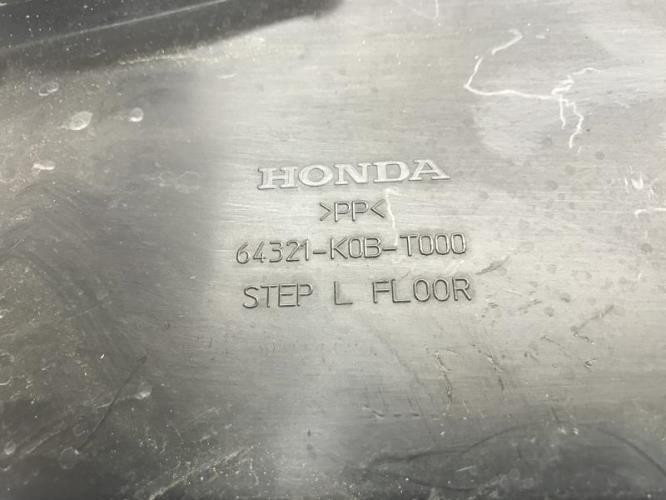 HONDA
>PP<
64321-K0B-T000
STEP L FLOOR